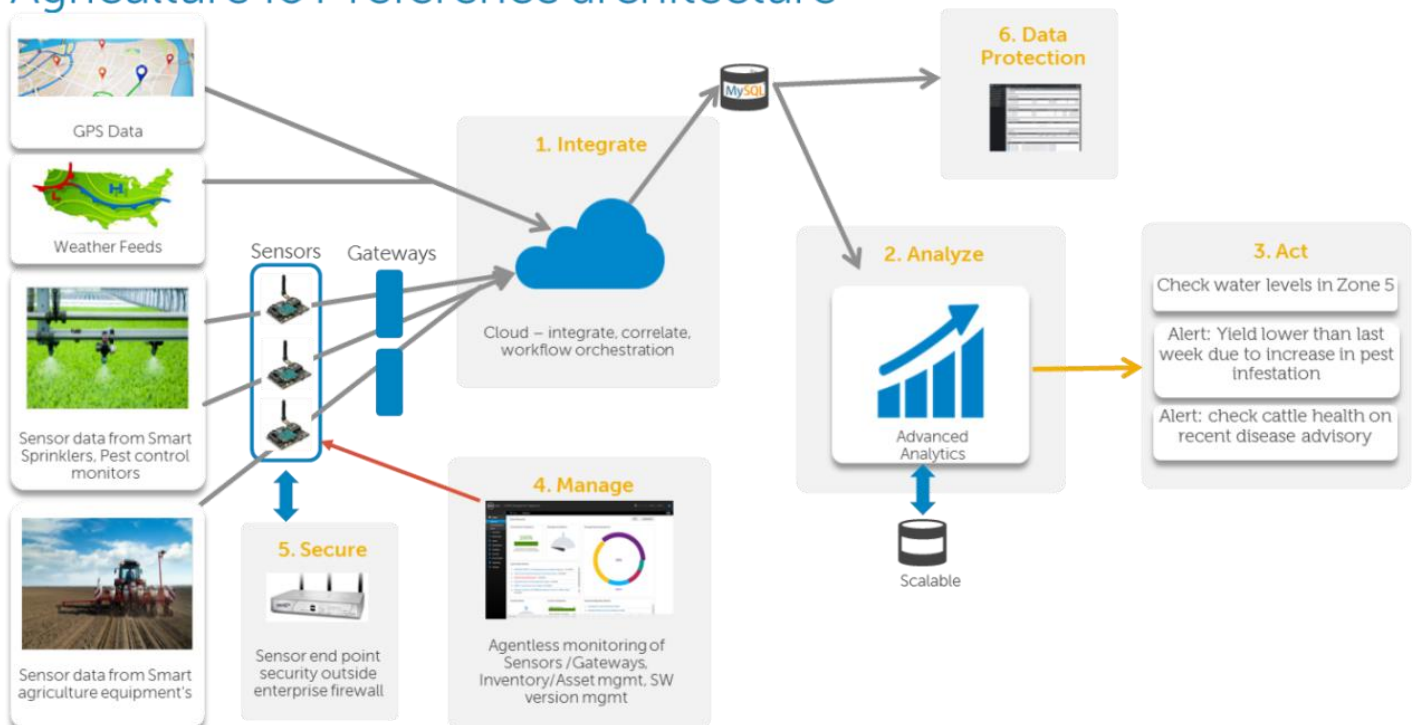 Agriculture IoT reference architecture
GPS Data
Weather Feeds
Sensor data from Smart
Sprinklers, Pest control
monitors
Sensor data from Smart
agriculture equipment's
Sensors
Gateways
1. Integrate
Cloud – integrate, correlate,
workflow orchestration
MySQL
6. Data
Protection
2. Analyze
Advanced
Analytics
Scalable
3. Act
Check water levels in Zone 5
Alert: Yield lower than last
week due to increase in pest
infestation
Alert: check cattle health on
recent disease advisory
4. Manage
Agentless monitoring of
Sensors /Gateways,
Inventory/Asset mgmt, SW
version mgmt
5. Secure
Sensor end point
security outside
enterprise firewall
L
H